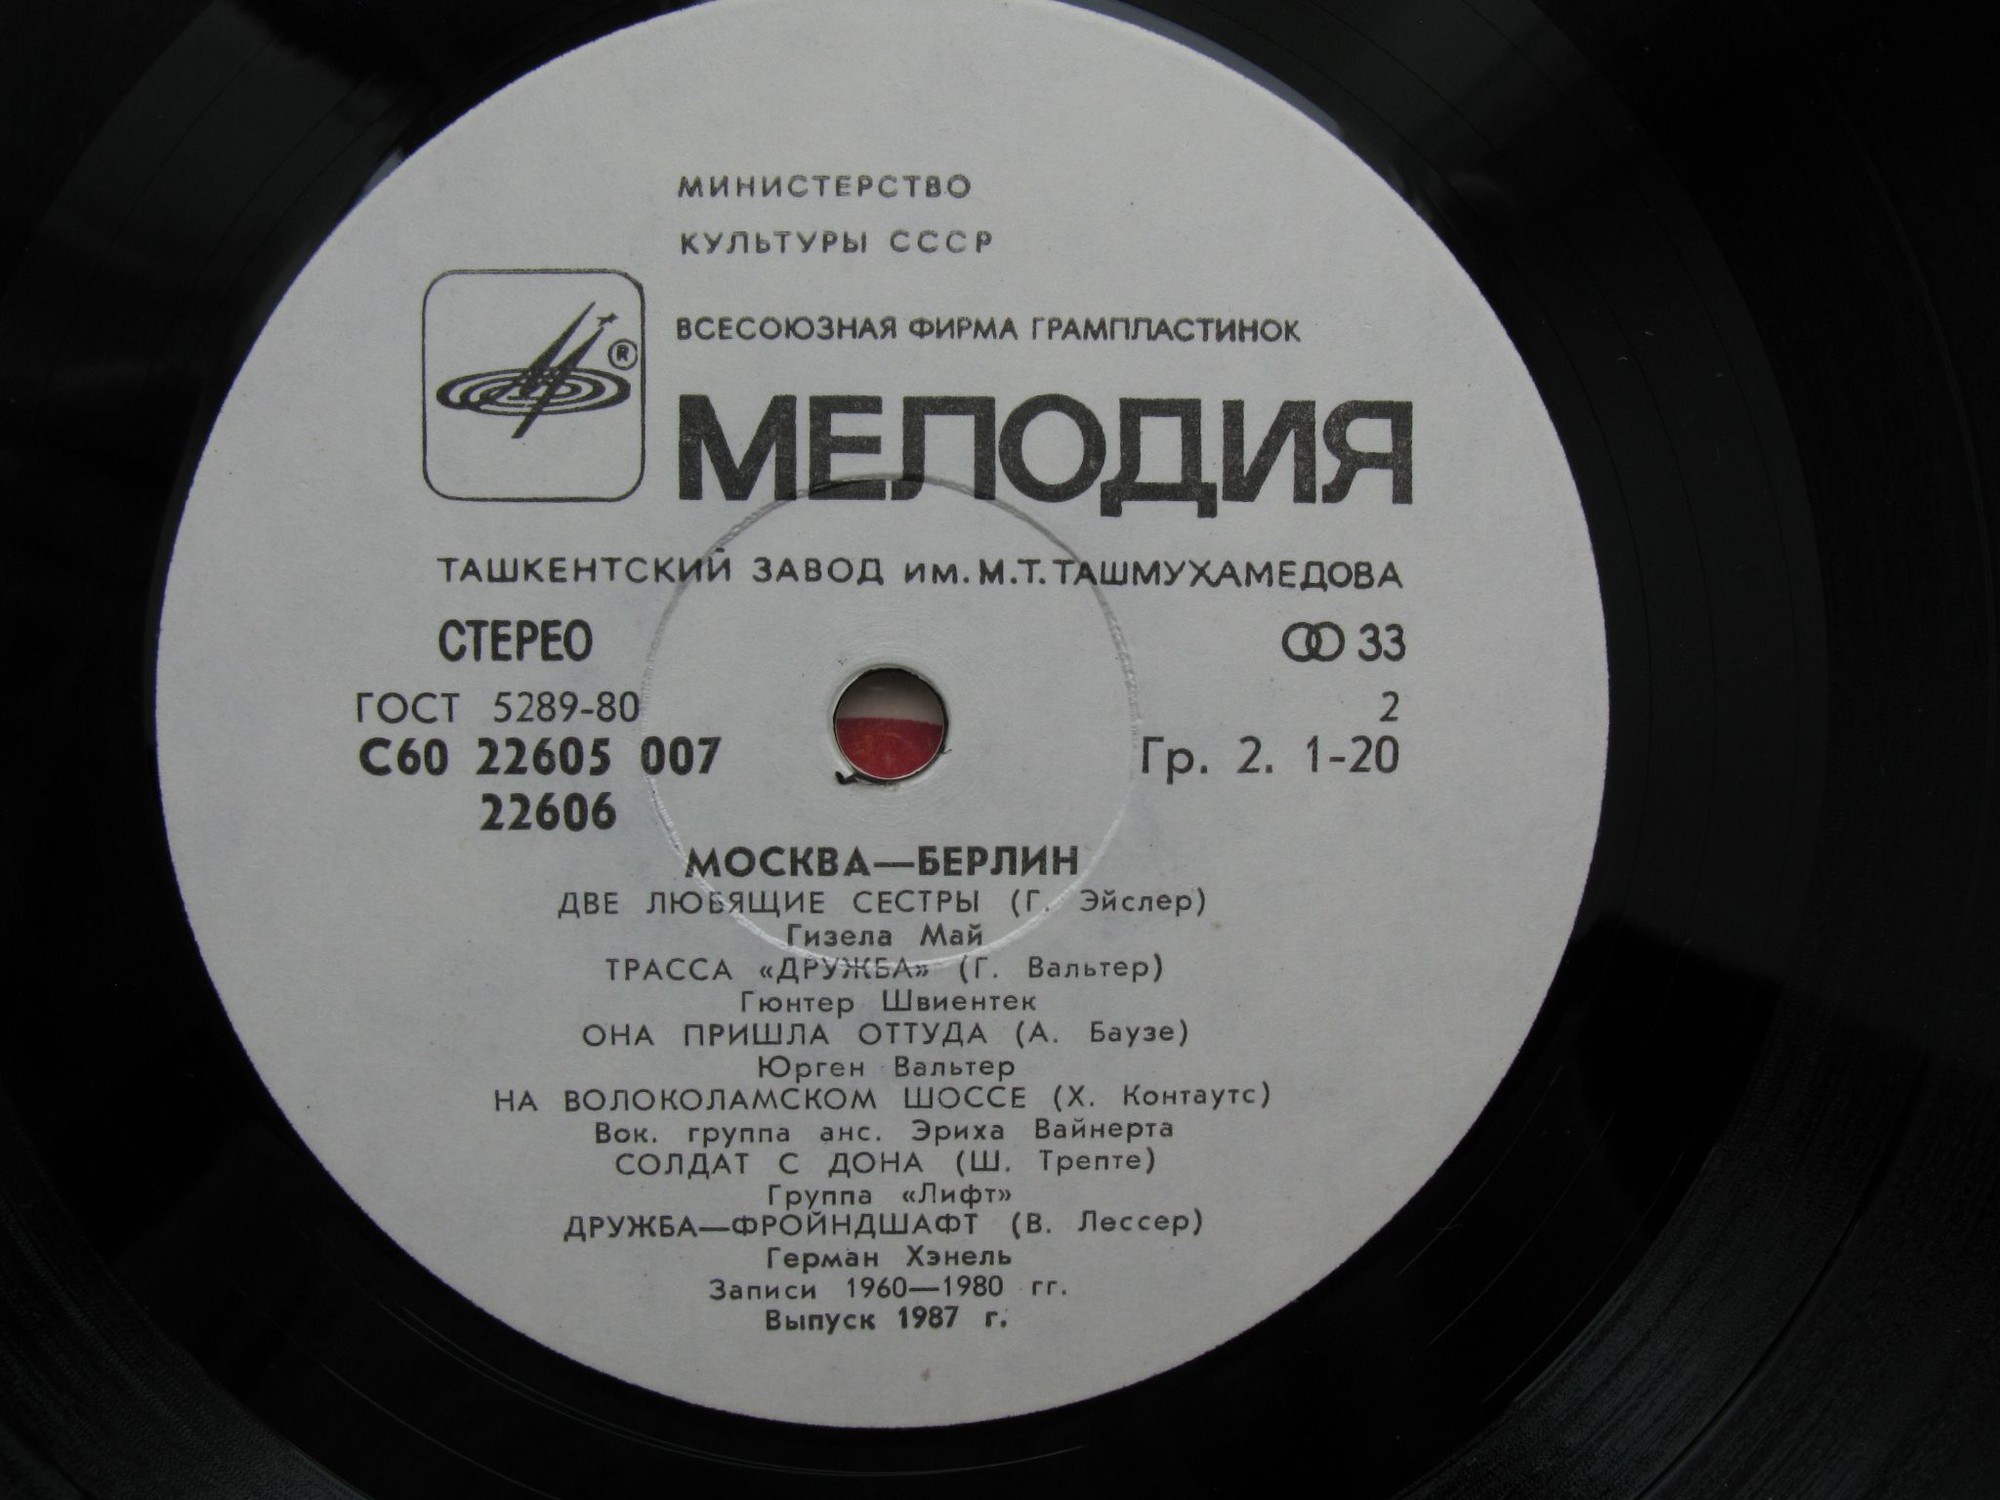 МИНИСТЕРСТВО
КУЛЬТУРЫ СССР
ВСЕСОЮЗНАЯ ФИРМА ГРАМПЛАСТИНОК
®
МЕЛОДИЯ
ТАШКЕНТСКИЙ ЗАВОД им. М.Т. ТАШМУХАМЕДОВА
СТЕРЕО 33
ГОСТ 5289-80 2
С60 22605 007 Гр. 2. 1-20
22606
МОСКВА—БЕРЛИН
ДВЕ ЛЮБЯЩИЕ СЕСТРЫ (Г. Эйслер)
Гизела Май
ТРАССА «ДРУЖБА» (Г. Вальтер)
Гюнтер Швиентек
ОНА ПРИШЛА ОТТУДА (А. Баузе)
Юрген Вальтер
НА ВОЛОКОЛАМСКОМ ШОССЕ (Х. Контаутс)
Вок. группа анс. Эриха Вайнерта
СОЛДАТ С ДОНА (Ш. Трепте)
Группа «Лифт»
ДРУЖБА—ФРОЙНДШАФТ (В. Лессер)
Герман Хэнель
Записи 1960—1980 гг.
Выпуск 1987 г.